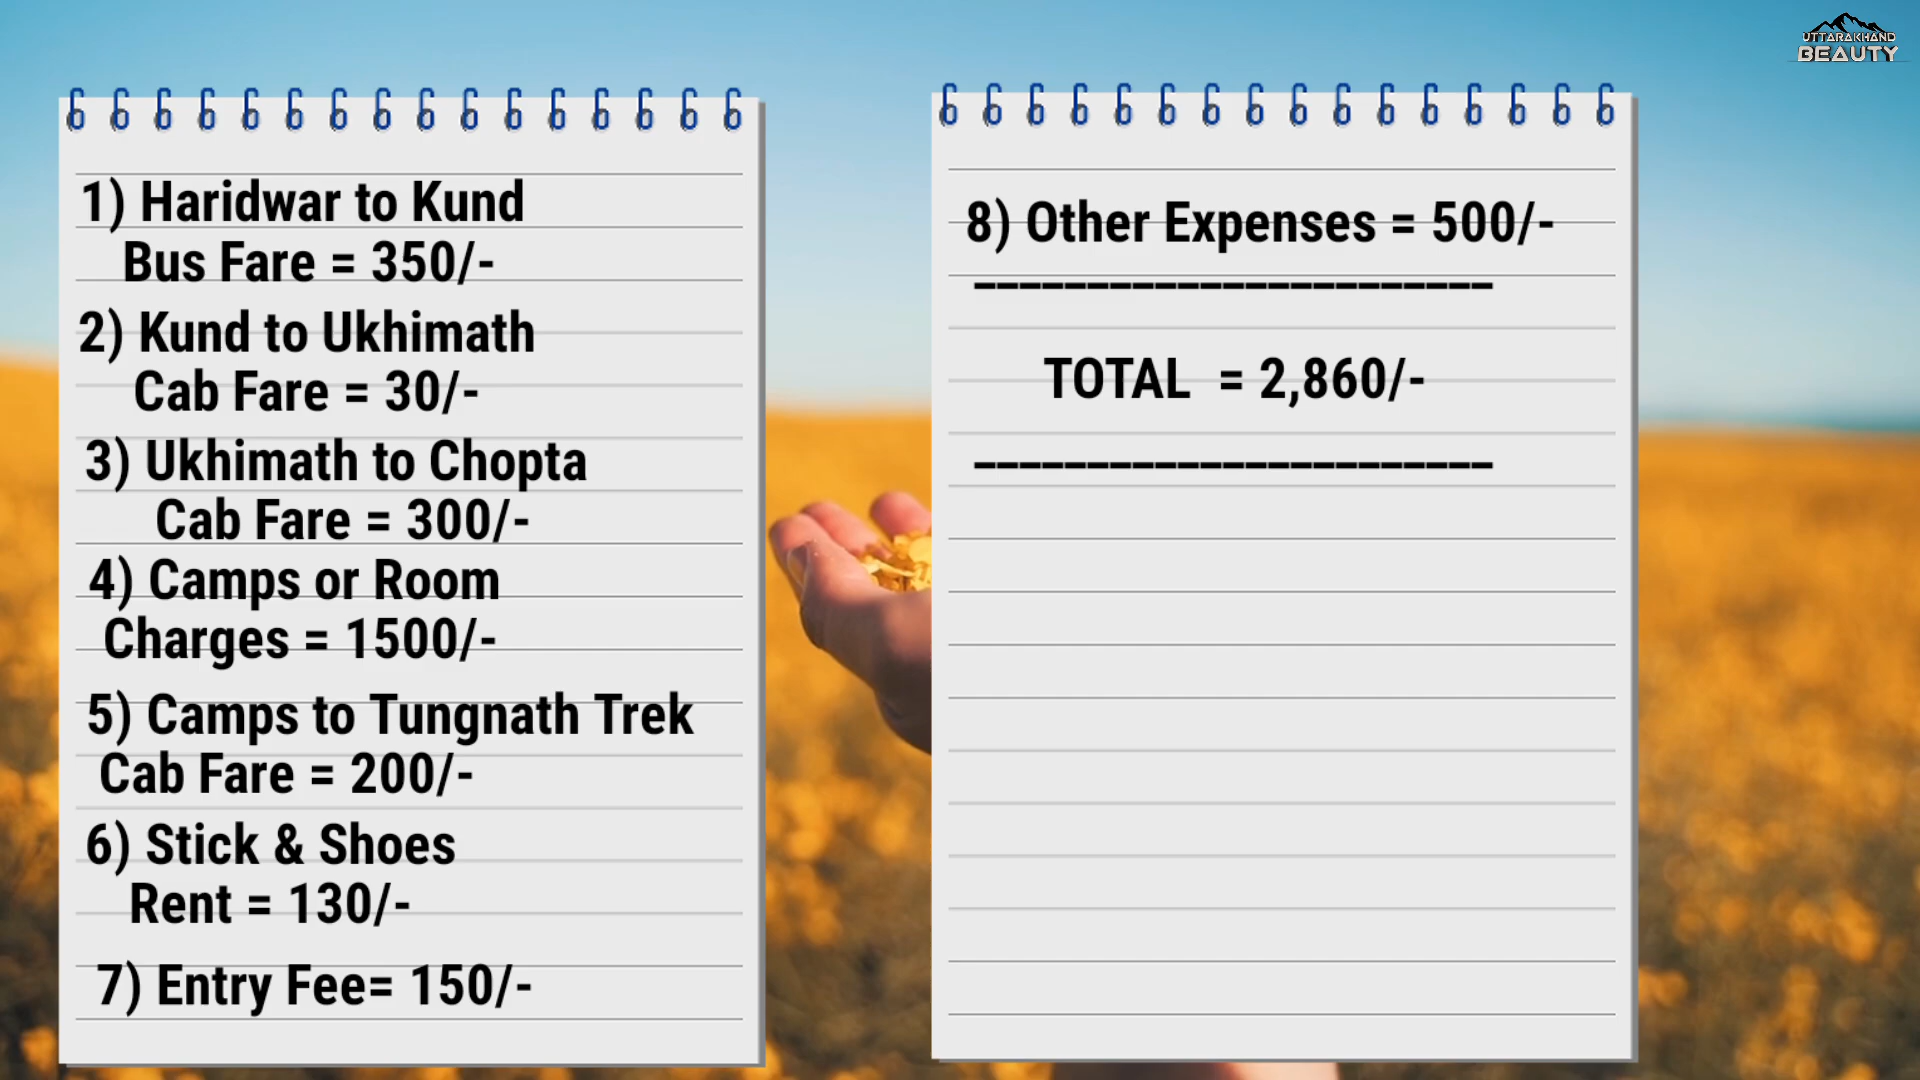 UTTARAKHAND
BEAUTY
1) Haridwar to Kund
Bus Fare = 350/-
2) Kund to Ukhimath
Cab Fare = 30/-
3) Ukhimath to Chopta
Cab Fare = 300/-
4) Camps or Room
Charges = 1500/-
5) Camps to Tungnath Trek
Cab Fare = 200/-
6) Stick & Shoes
Rent = 130/-
7) Entry Fee= 150/-
8) Other Expenses = 500/-
-----------------------
TOTAL = 2,860/-
-----------------------